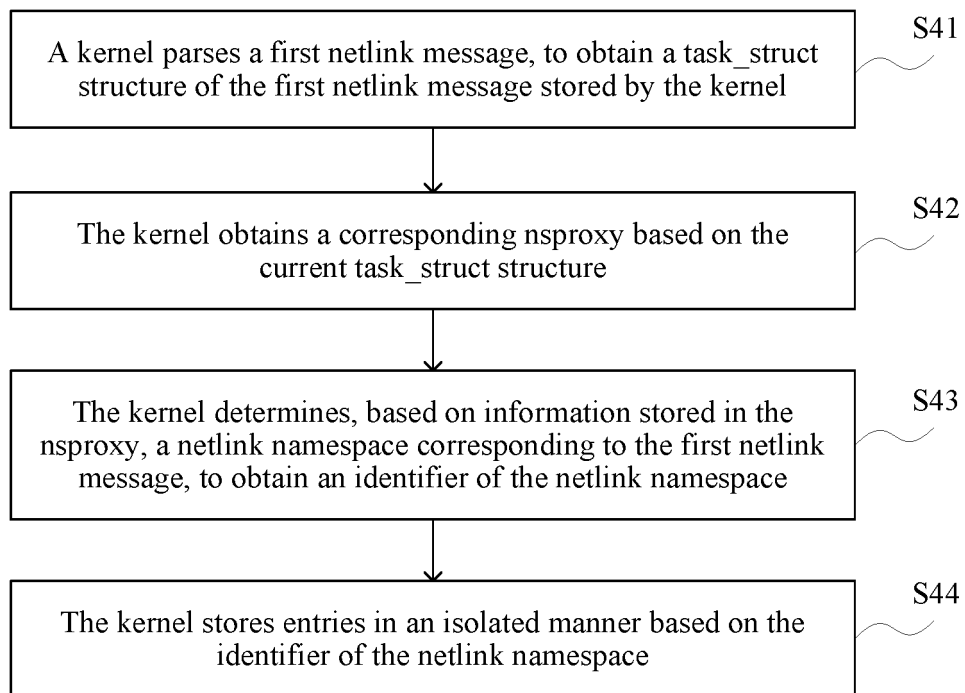 S41
A kernel parses a first netlink message, to obtain a task_struct
structure of the first netlink message stored by the kernel
S42
The kernel obtains a corresponding nsproxy based on the
current task_struct structure
S43
The kernel determines, based on information stored in the
nsproxy, a netlink namespace corresponding to the first netlink
message, to obtain an identifier of the netlink namespace
S44
The kernel stores entries in an isolated manner based on the
identifier of the netlink namespace